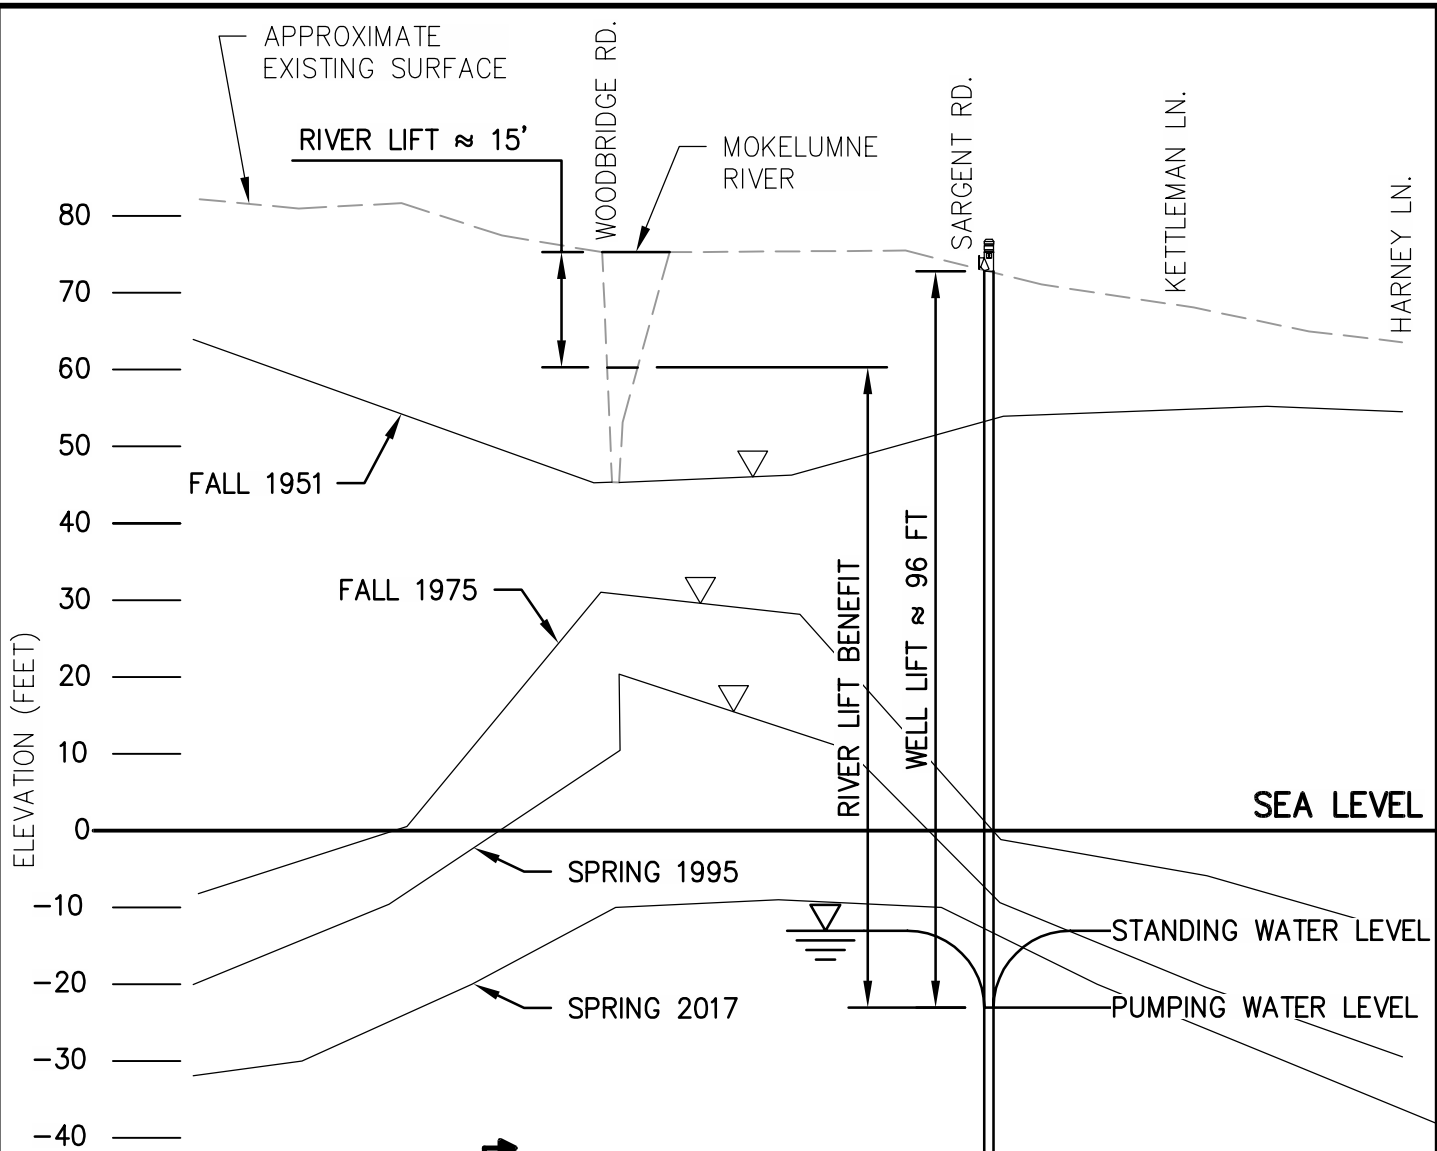 APPROXIMATE
EXISTING SURFACE
WOODBRIDGE RD.
RIVER LIFT ≈ 15'
MOKELUMNE
RIVER
SARGENT RD.
KETTLEMAN LN.
HARNEY LN.
80
70
60
50
FALL 1951
40
30
FALL 1975
20
10
0
SEA LEVEL
ELEVATION (FEET)
RIVER LIFT BENEFIT
WELL LIFT ≈ 96 FT
SPRING 1995
-10
STANDING WATER LEVEL
-20
SPRING 2017
PUMPING WATER LEVEL
-30
-40